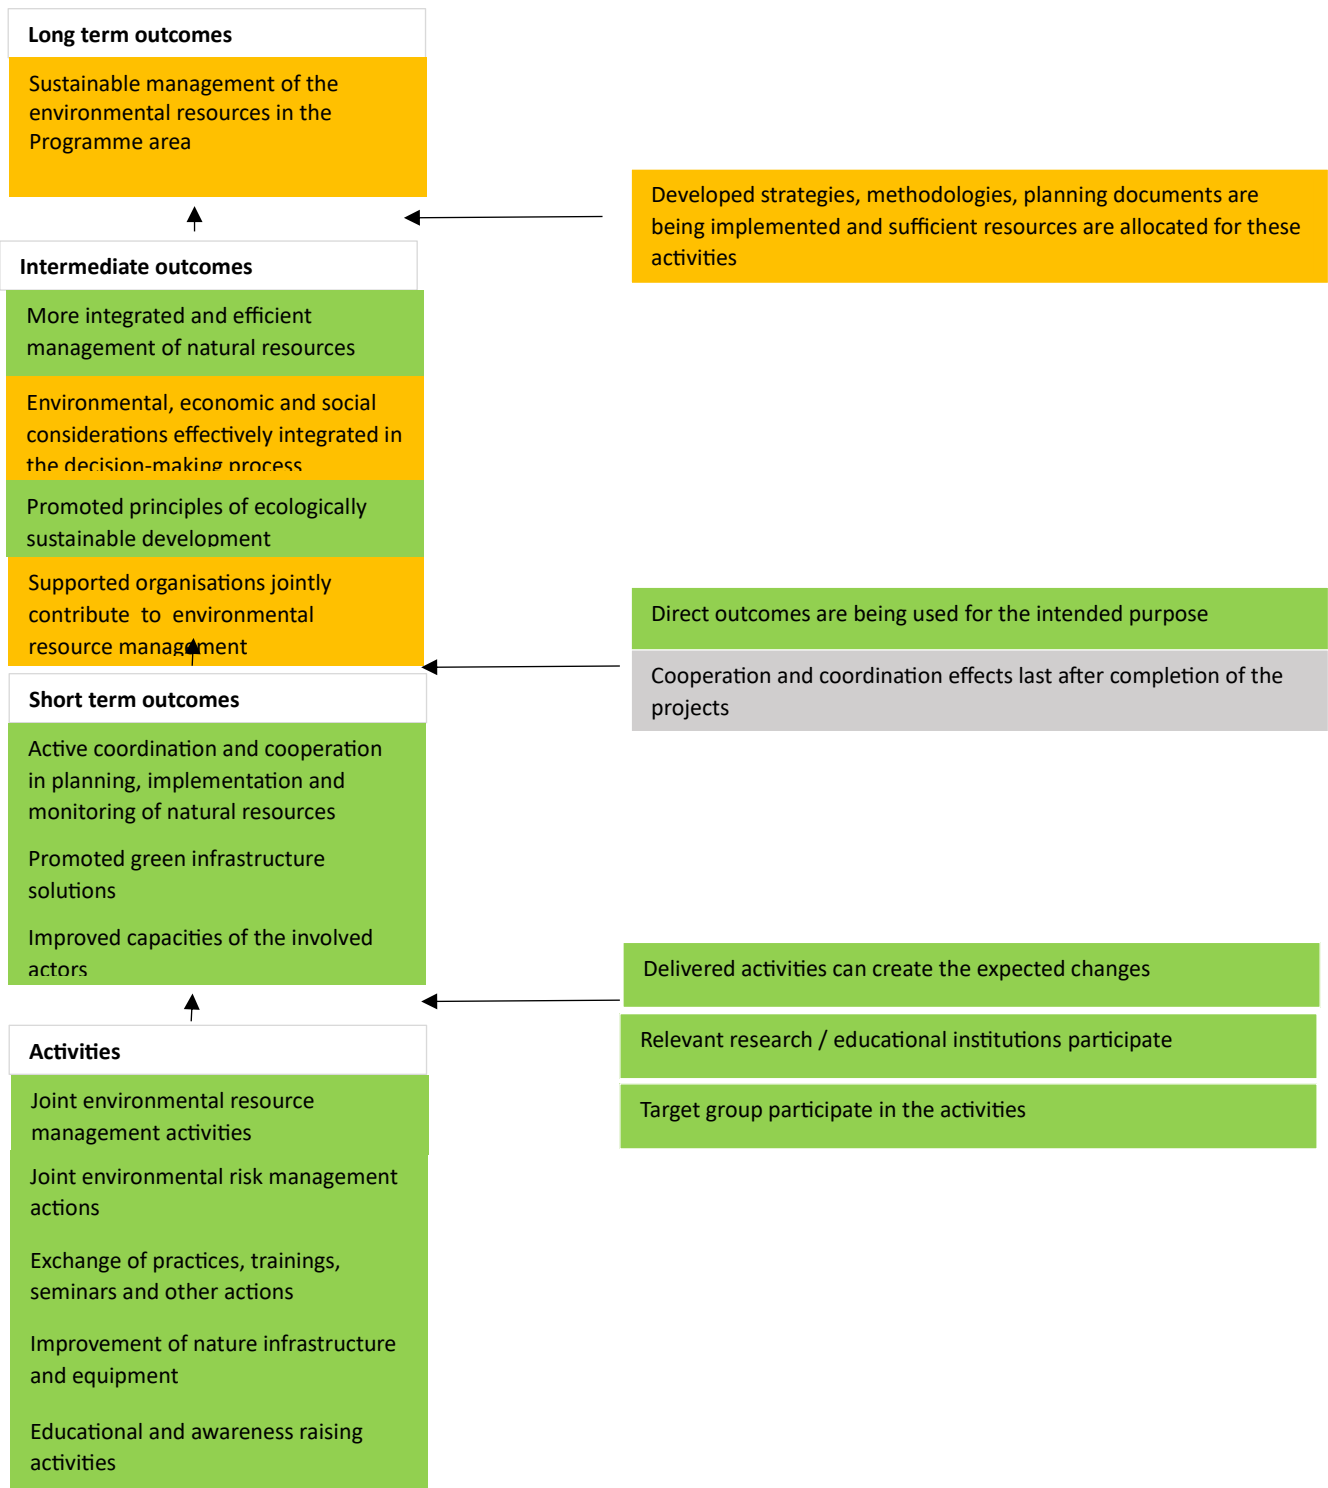 Long term outcomes
Sustainable management of the
environmental resources in the
Programme area
Developed strategies, methodologies, planning documents are
being implemented and sufficient resources are allocated for these
activities
Intermediate outcomes
More integrated and efficient
management of natural resources
Environmental, economic and social
considerations effectively integrated in
the decision-making process
Promoted principles of ecologically
sustainable development
Supported organisations jointly
contribute to environmental
resource management
Direct outcomes are being used for the intended purpose
Cooperation and coordination effects last after completion of the
projects
Short term outcomes
Active coordination and cooperation
in planning, implementation and
monitoring of natural resources
Promoted green infrastructure
solutions
Improved capacities of the involved
actors
Delivered activities can create the expected changes
Relevant research / educational institutions participate
Target group participate in the activities
Activities
Joint environmental resource
management activities
Joint environmental risk management
actions
Exchange of practices, trainings,
seminars and other actions
Improvement of nature infrastructure
and equipment
Educational and awareness raising
activities